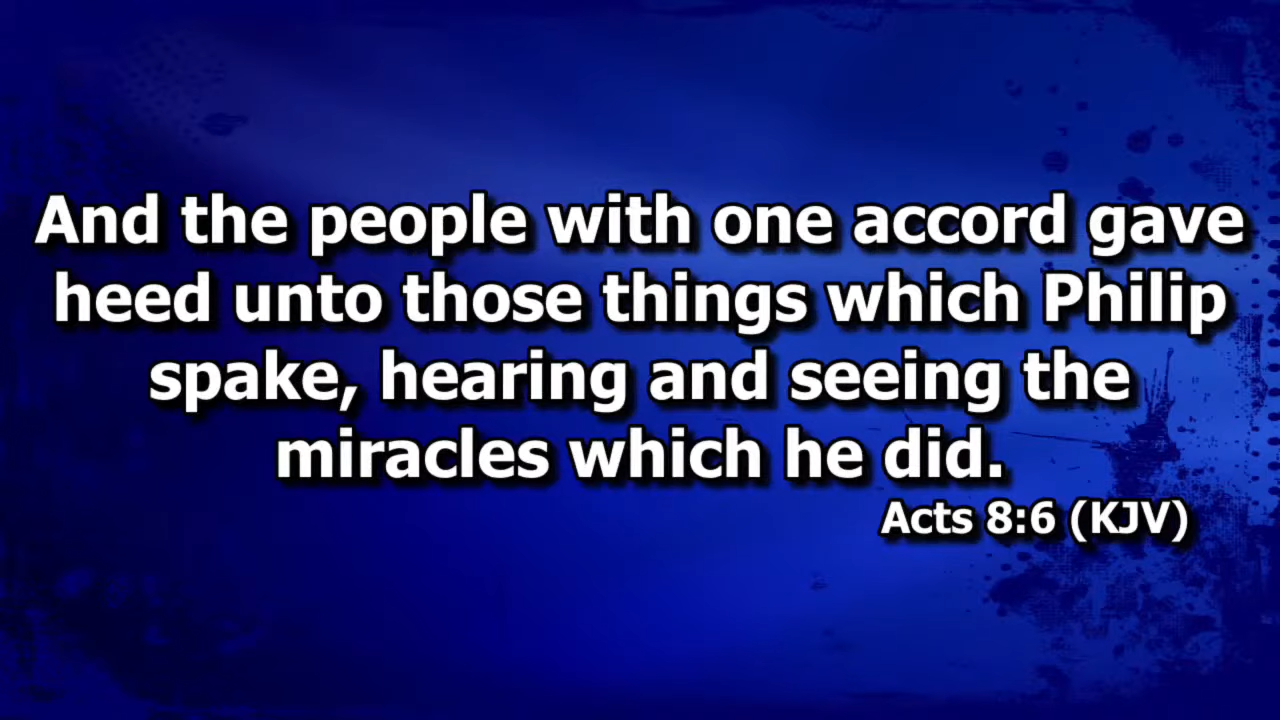 And the people with one accord gave
heed unto those things which Philip
spake, hearing and seeing the
miracles which he did.
Acts 8:6 (KJV)